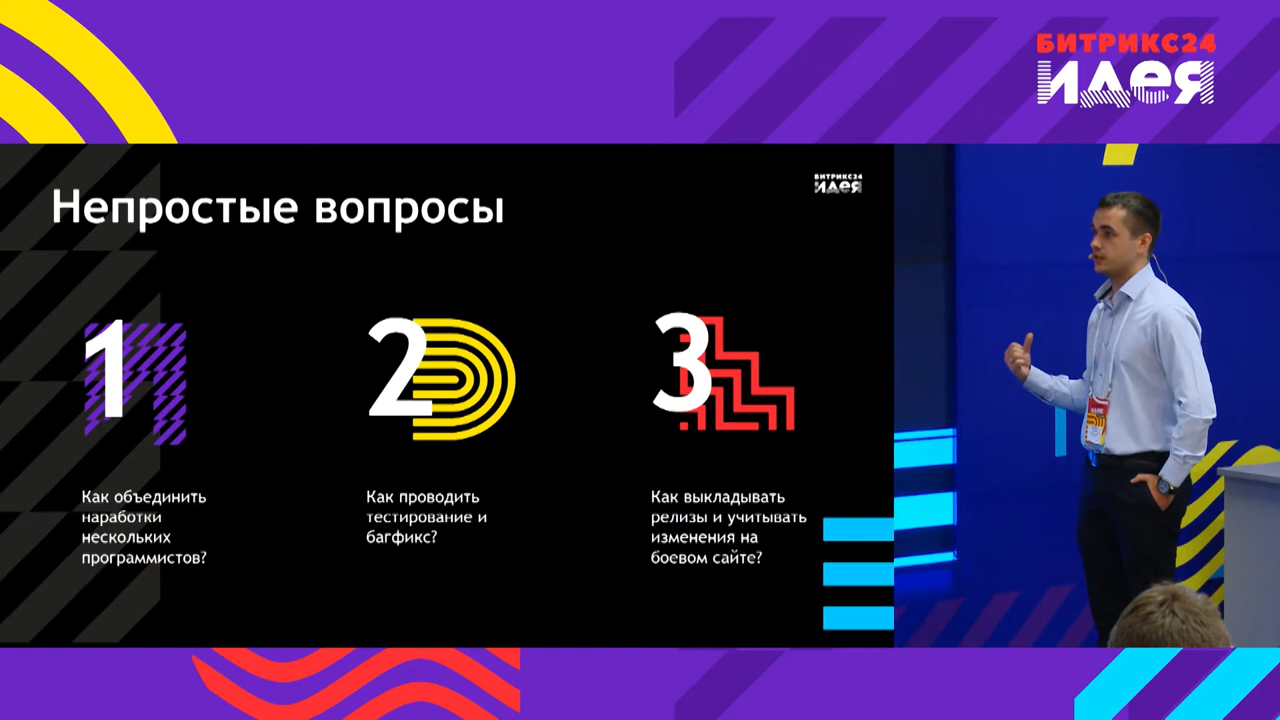 БИТРИКС24
идея
Непростые вопросы
БИТРИКС24
идея
1
2
3
Как объединить
наработки
нескольких
программистов?
Как проводить
тестирование и
багфикс?
Как выкладывать
релизы и учитывать
изменения на
боевом сайте?